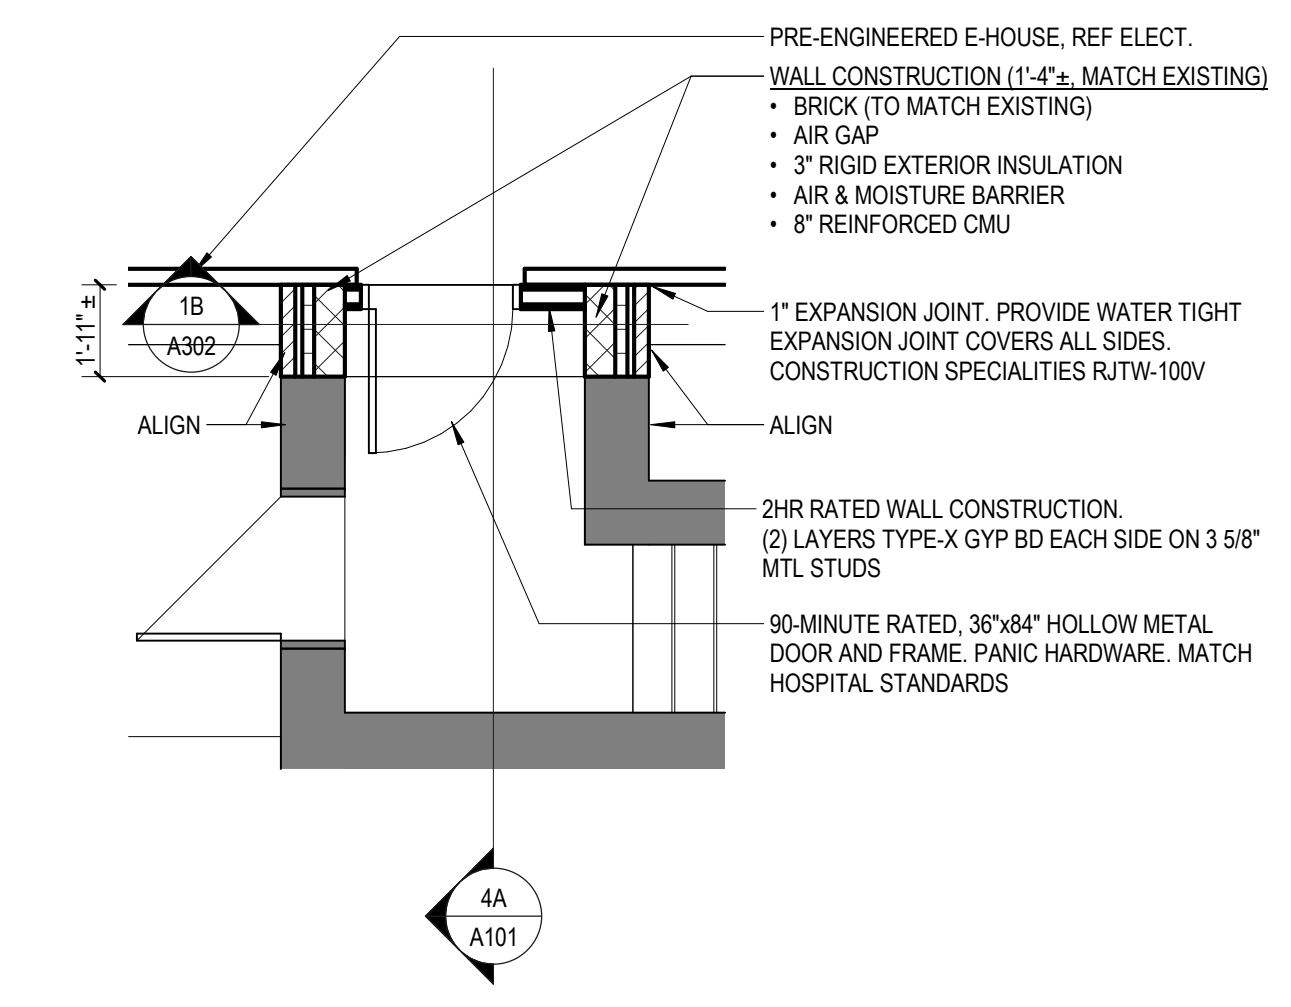 PRE-ENGINEERED E-HOUSE, REF ELECT.
WALL CONSTRUCTION (1'-4"±, MATCH EXISTING)
• BRICK (TO MATCH EXISTING)
• AIR GAP
• 3" RIGID EXTERIOR INSULATION
• AIR & MOISTURE BARRIER
• 8" REINFORCED CMU
1B
A302
1'-11" ±
1" EXPANSION JOINT. PROVIDE WATER TIGHT
EXPANSION JOINT COVERS ALL SIDES.
CONSTRUCTION SPECIALITIES RJTW-100V
ALIGN
ALIGN
2HR RATED WALL CONSTRUCTION.
(2) LAYERS TYPE-X GYP BD EACH SIDE ON 3 5/8"
MTL STUDS
90-MINUTE RATED, 36"x84" HOLLOW METAL
DOOR AND FRAME. PANIC HARDWARE. MATCH
HOSPITAL STANDARDS
4A
A101